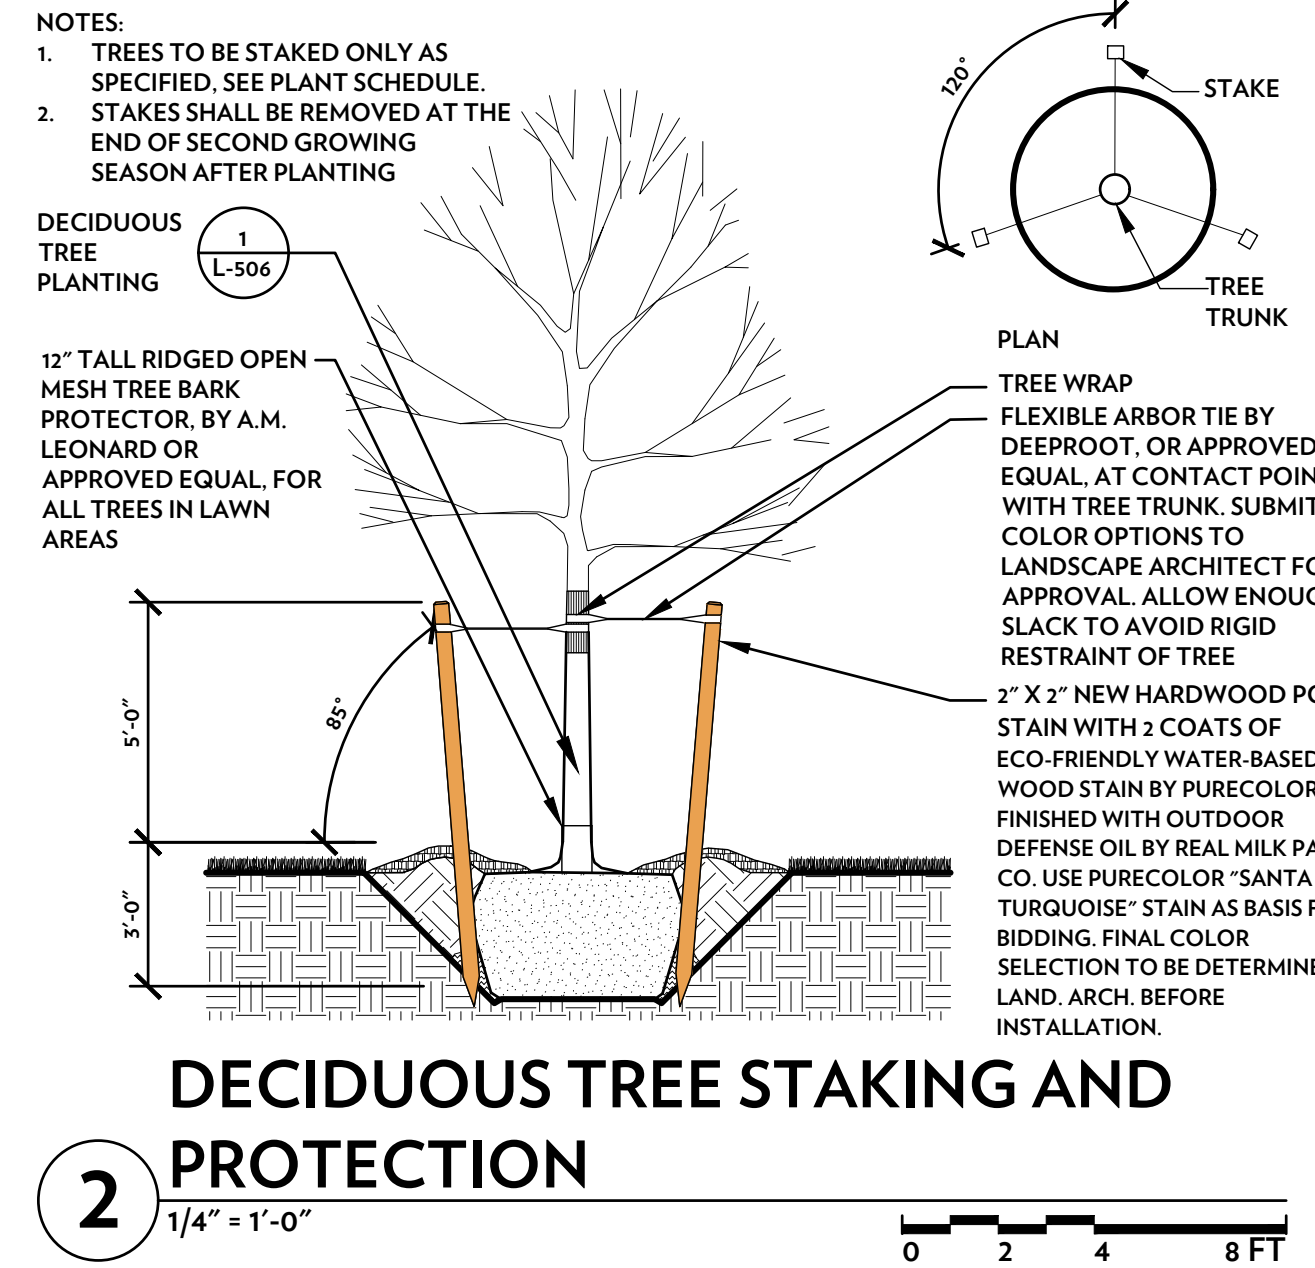 NOTES:
1. TREES TO BE STAKED ONLY AS
SPECIFIED, SEE PLANT SCHEDULE.
2. STAKES SHALL BE REMOVED AT THE
END OF SECOND GROWING
SEASON AFTER PLANTING
DECIDUOUS
TREE
PLANTING
1
L-506
12" TALL RIDGED OPEN
MESH TREE BARK
PROTECTOR, BY A.M.
LEONARD OR
APPROVED EQUAL, FOR
ALL TREES IN LAWN
AREAS
5'-0"
3'-0"
85°
120°
STAKE
TREE
TRUNK
PLAN
TREE WRAP
FLEXIBLE ARBOR TIE BY
DEEPROOT, OR APPROVED
EQUAL, AT CONTACT POIN
WITH TREE TRUNK. SUBMIT
COLOR OPTIONS TO
LANDSCAPE ARCHITECT FO
APPROVAL. ALLOW ENOUG
SLACK TO AVOID RIGID
RESTRAINT OF TREE
2" X 2" NEW HARDWOOD PO
STAIN WITH 2 COATS OF
ECO-FRIENDLY WATER-BASED
WOOD STAIN BY PURECOLOR
FINISHED WITH OUTDOOR
DEFENSE OIL BY REAL MILK PA
CO. USE PURECOLOR "SANTA
TURQUOISE" STAIN AS BASIS F
BIDDING. FINAL COLOR
SELECTION TO BE DETERMINE
LAND. ARCH. BEFORE
INSTALLATION.
DECIDUOUS TREE STAKING AND
PROTECTION
2
1/4" = 1'-0"
0 2 4 8 FT